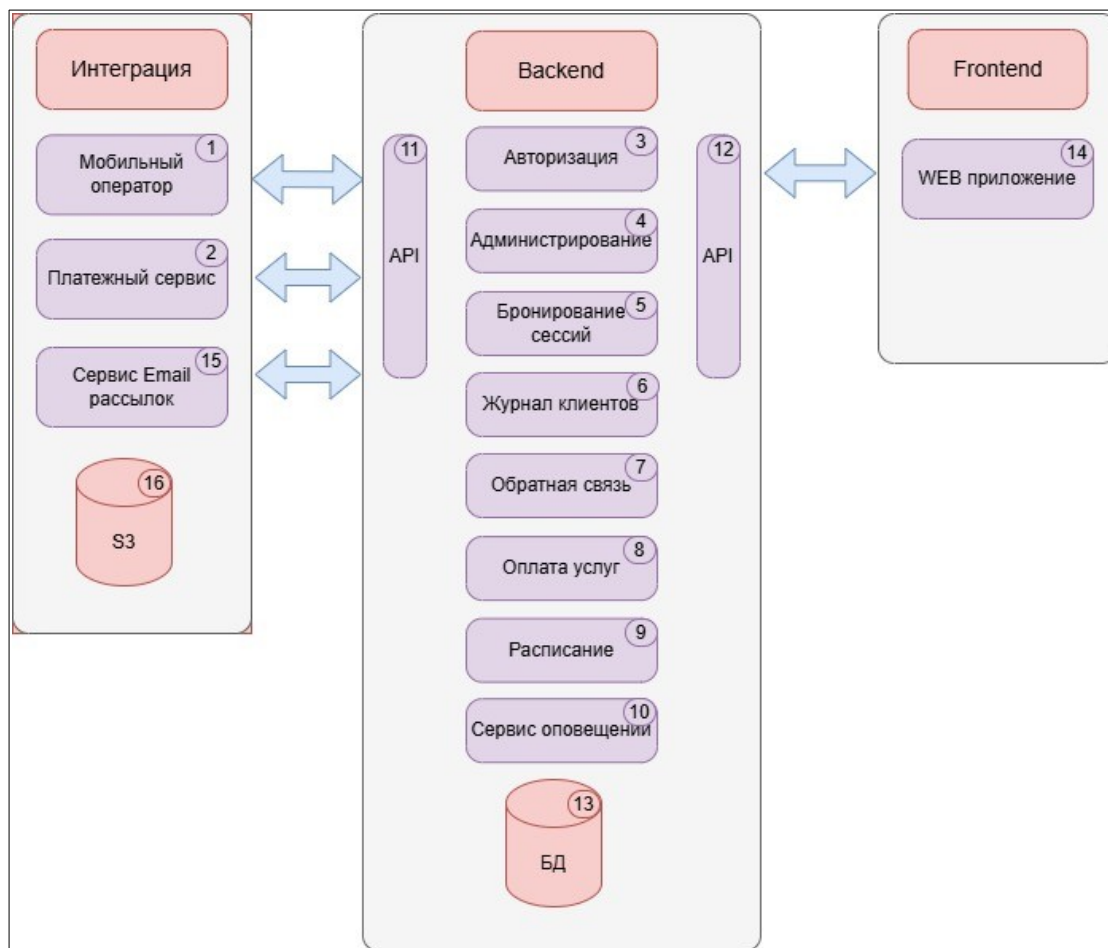 Интеграция
1
Мобильный
оператор
2
Платежный сервис
15
Сервис Email
рассылок
16
S3
Backend
11
API
3
Авторизация
4
Администрирование
5
Бронирование
сессий
6
Журнал клиентов
7
Обратная связь
8
Оплата услуг
9
Расписание
10
Сервис оповещений
13
БД
12
API
Frontend
14
WEB приложение